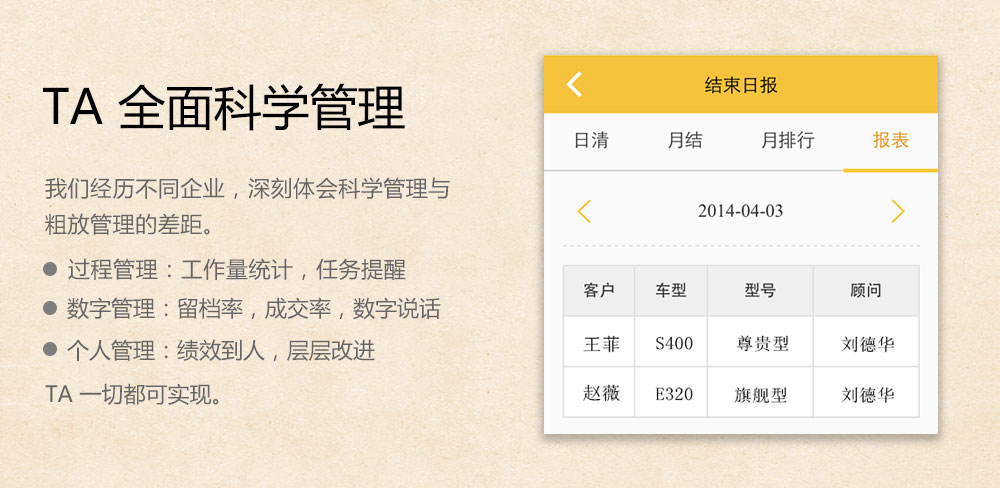 TA 全面科学管理
我们经历不同企业，深刻体会科学管理与
粗放管理的差距。
● 过程管理：工作量统计，任务提醒
● 数字管理：留档率，成交率，数字说话
● 个人管理：绩效到人，层层改进
TA 一切都可实现。
结束日报
日清 月结 月排行 报表
2014-04-03
客户 车型 型号 顾问
王菲 S400 尊贵型 刘德华
赵薇 E320 旗舰型 刘德华